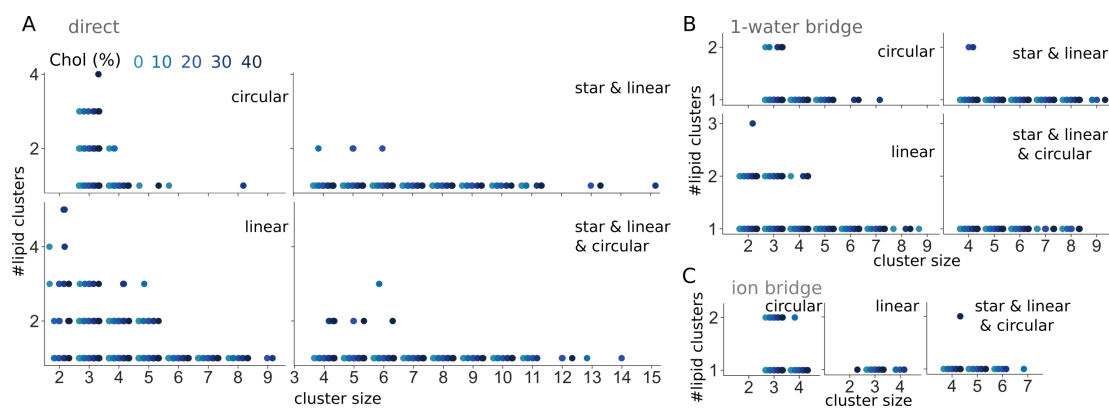 A
direct
Chol (%) 0 10 20 30 40
4
2
circular
star & linear
#lipid clusters
4
2
linear
star & linear
& circular
2 3 4 5 6 7 8 9
3 4 5 6 7 8 9 10 11 12 13 14 15
cluster size
B
1-water bridge
2
1
circular
star & linear
#lipid clusters
3
2
1
linear
star & linear
& circular
2 3 4 5 6 7 8 9
4 5 6 7 8 9
cluster size
C
ion bridge
#lipid clusters
2
1
circular
linear
star & linear
& circular
2 3 4
2 3 4
4 5 6 7
cluster size